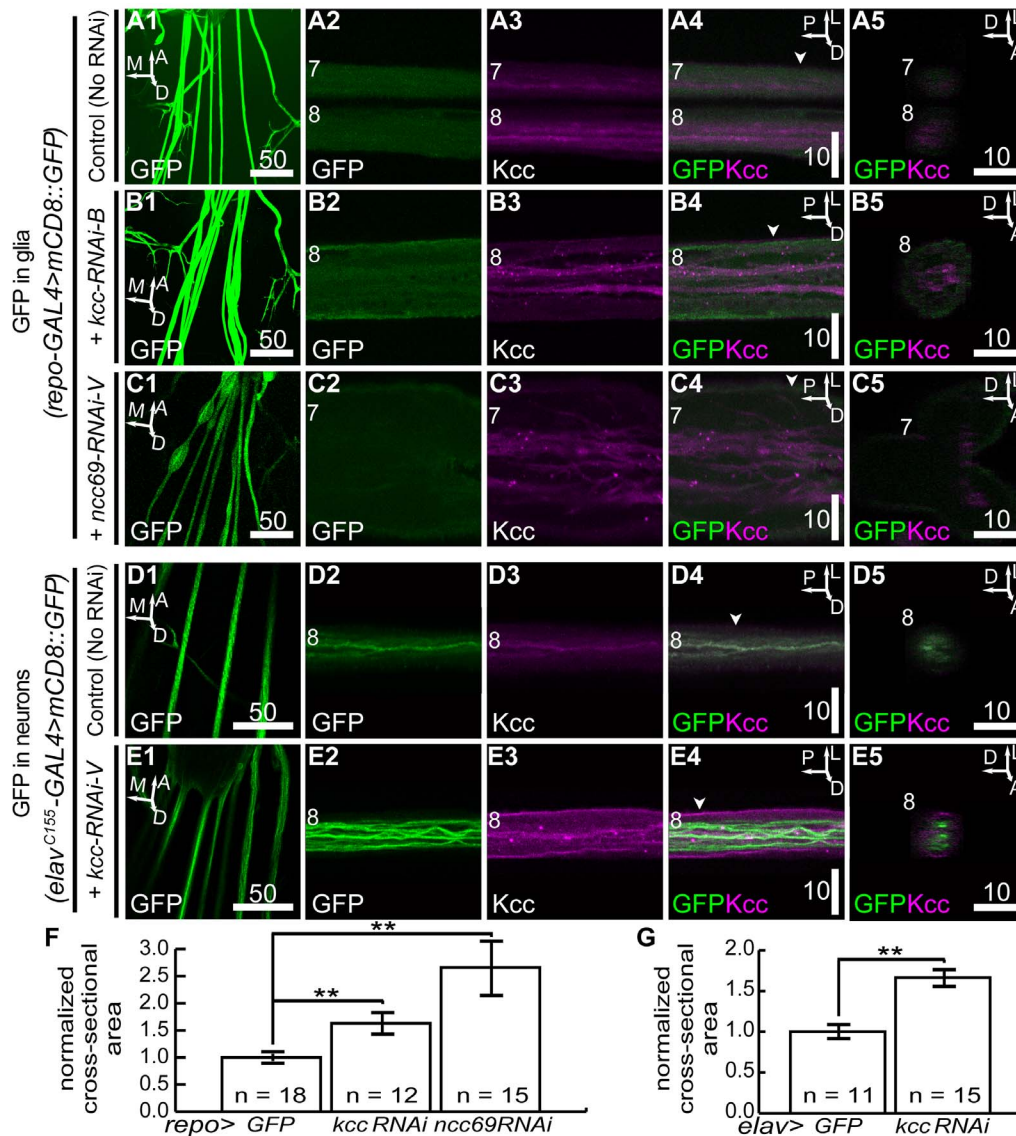 GFP in glia
(repo-GAL4>mCD8::GFP)
Control (No RNAi)
A1
M
A
D
50
GFP
A2
7
8
GFP
A3
7
8
Kcc
A4
P
L
D
7
8
10
GFPKcc
A5
D
L
A
7
8
10
GFPKcc
+ kcc-RNAi-B
B1
M
A
D
50
GFP
B2
8
GFP
B3
8
Kcc
B4
P
L
D
8
10
GFPKcc
B5
D
L
A
8
10
GFPKcc
+ ncc69-RNAi-V
C1
M
A
D
50
GFP
C2
7
GFP
C3
7
Kcc
C4
P
L
D
7
10
GFPKcc
C5
D
L
A
7
10
GFPKcc
GFP in neurons
(elavC155-GAL4>mCD8::GFP)
Control (No RNAi)
D1
M
A
D
50
GFP
D2
8
GFP
D3
8
Kcc
D4
P
L
D
8
10
GFPKcc
D5
D
L
A
8
10
GFPKcc
+ kcc-RNAi-V
E1
M
A
D
50
GFP
E2
8
GFP
E3
8
Kcc
E4
P
L
D
8
10
GFPKcc
E5
D
L
A
8
10
GFPKcc
F
normalized
cross-sectional
area
3.0
2.5
2.0
1.5
1.0
0.5
0.0
**
**
n = 18
n = 12
n = 15
repo> GFP kcc RNAi ncc69RNAi
G
normalized
cross-sectional
area
2.0
1.5
1.0
0.5
0.0
**
n = 11
n = 15
elav> GFP kcc RNAi